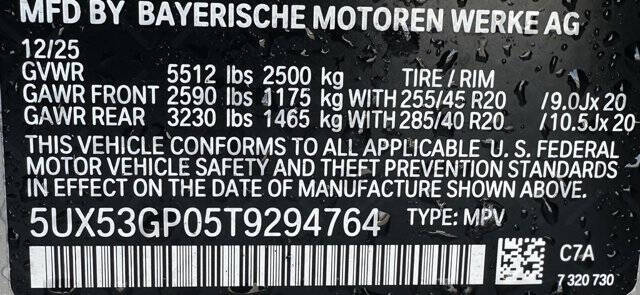 MFD BY BAYERISCHE MOTOREN WERKE AG
12/25
GVWR 5512 lbs 2500 kg TIRE / RIM
GAWR FRONT 2590 lbs 1175 kg WITH 255/45 R20 /9.0Jx 20
GAWR REAR 3230 lbs 1465 kg WITH 285/40 R20 /10.5Jx 20
THIS VEHICLE CONFORMS TO ALL APPLICABLE U. S. FEDERAL
MOTOR VEHICLE SAFETY AND THEFT PREVENTION STANDARDS
IN EFFECT ON THE DATE OF MANUFACTURE SHOWN ABOVE.
5UX53GP05T9294764 TYPE: MPV
C7A
7 320 730